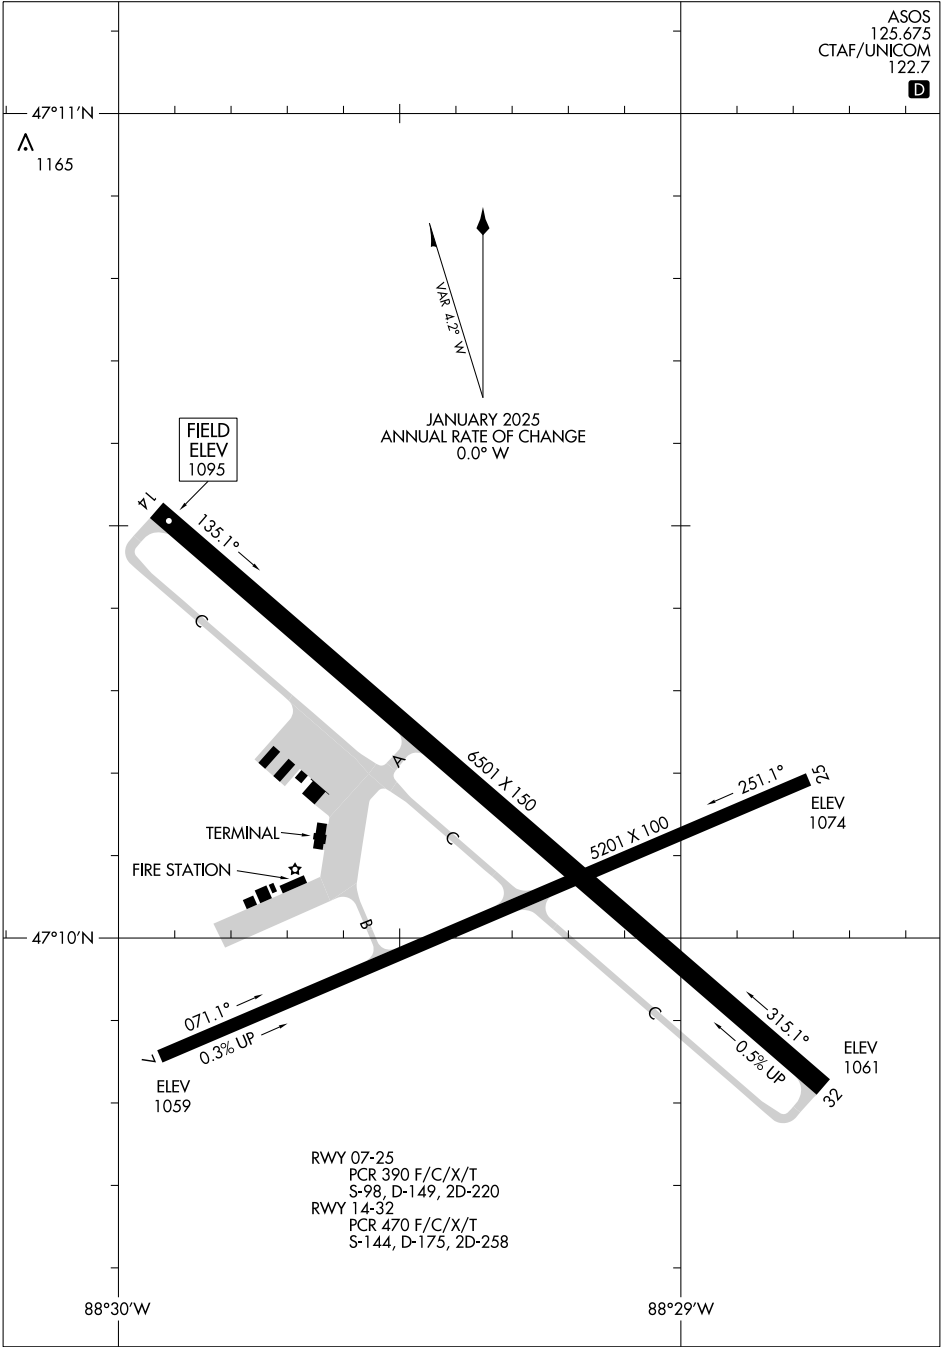 ASOS
125.675
CTAF/UNICOM
122.7
D
47°11'N
1165
VAR 4.2° W
JANUARY 2025
ANNUAL RATE OF CHANGE
0.0° W
FIELD
ELEV
1095
14
135.1°
C
A
6501 X 150
251.1°
25
ELEV
1074
TERMINAL
C
5201 X 100
FIRE STATION
B
47°10'N
071.1°
0.3% UP
7
ELEV
1059
C
315.1°
0.5% UP
ELEV
1061
32
RWY 07-25
PCR 390 F/C/X/T
S-98, D-149, 2D-220
RWY 14-32
PCR 470 F/C/X/T
S-144, D-175, 2D-258
88°30'W
88°29'W